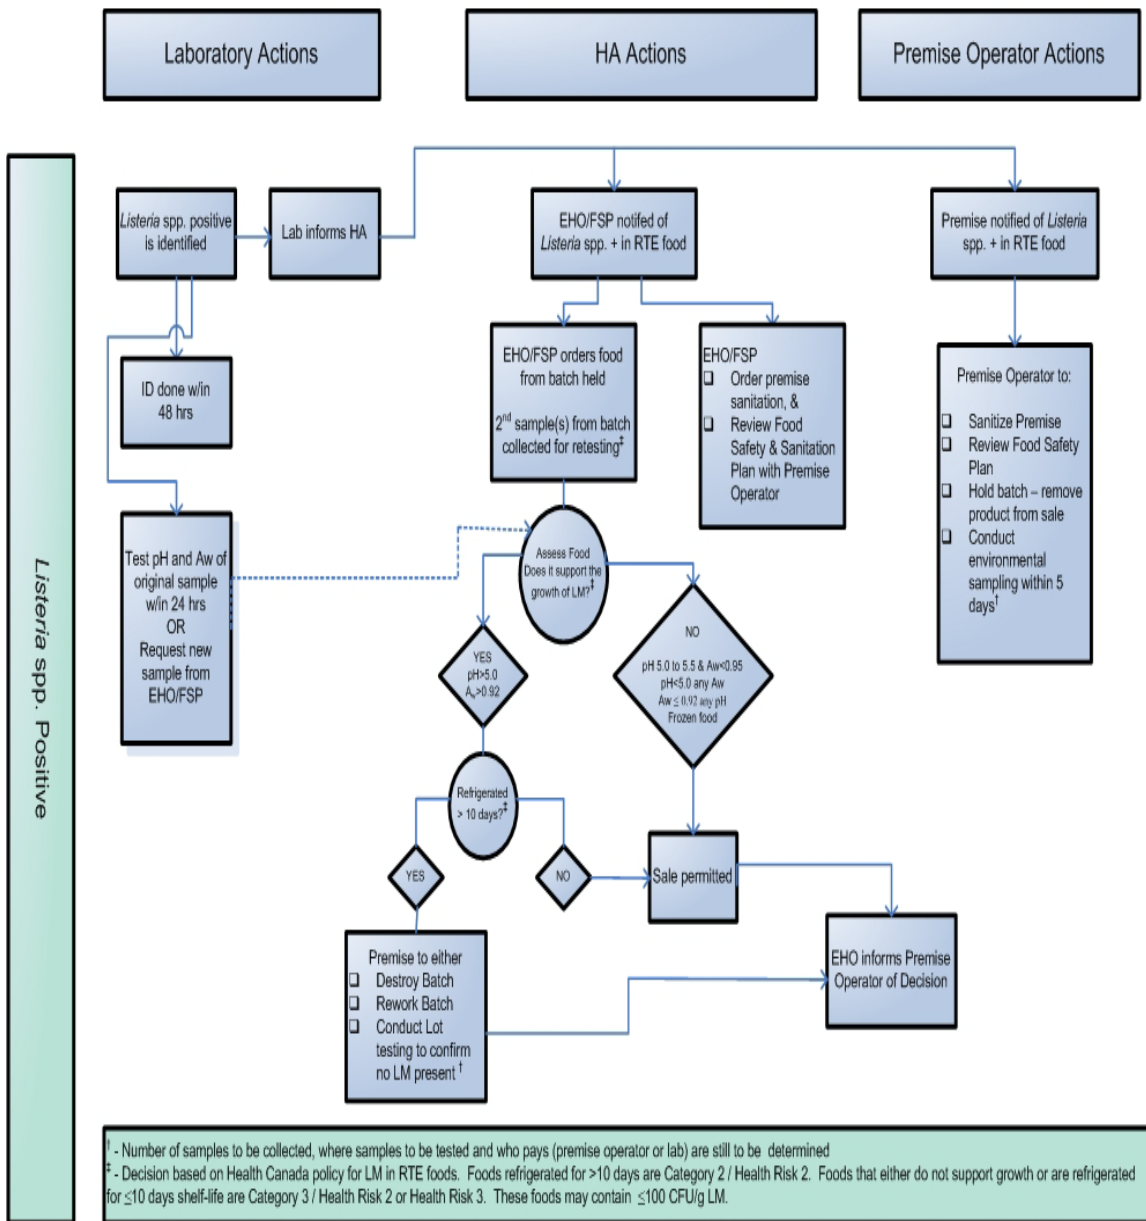 Laboratory Actions
HA Actions
Premise Operator Actions
Listeria spp. Positive
Listeria spp. positive
is identified
Lab informs HA
EHO/FSP notifed of
Listeria spp. + in RTE food
Premise notified of Listeria
spp. + in RTE food
ID done w/in
48 hrs
EHO/FSP orders food
from batch held
2nd sample(s) from batch
collected for retesting‡
EHO/FSP
❑ Order premise
sanitation, &
❑ Review Food
Safety & Sanitation
Plan with Premise
Operator
Premise Operator to:
❑ Sanitize Premise
❑ Review Food Safety
Plan
❑ Hold batch – remove
product from sale
❑ Conduct
environmental
sampling within 5
days†
Test pH and Aw of
original sample
w/in 24 hrs
OR
Request new
sample from
EHO/FSP
Assess Food
Does it support the
growth of LM?‡
YES
pH>5.0
Aw>0.92
NO
pH 5.0 to 5.5 & Aw<0.95
pH<5.0 any Aw
Aw ≤ 0.92 any pH
Frozen food
Refrigerated
> 10 days?‡
YES
NO
Sale permitted
Premise to either
❑ Destroy Batch
❑ Rework Batch
❑ Conduct Lot
testing to confirm
no LM present †
EHO informs Premise
Operator of Decision
† - Number of samples to be collected, where samples to be tested and who pays (premise operator or lab) are still to be determined
‡ - Decision based on Health Canada policy for LM in RTE foods. Foods refrigerated for >10 days are Category 2 / Health Risk 2. Foods that either do not support growth or are refrigerated
for ≤10 days shelf-life are Category 3 / Health Risk 2 or Health Risk 3. These foods may contain ≤100 CFU/g LM.